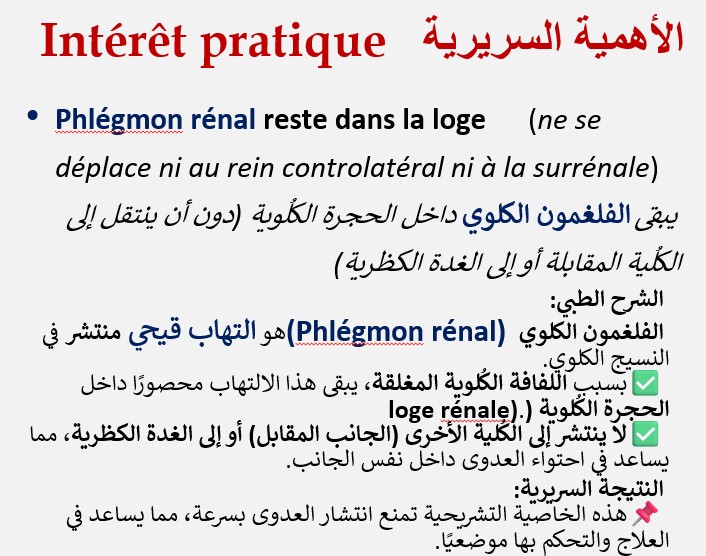 Intérêt pratique الأهمية السريرية
• Phlégmon rénal reste dans la loge (ne se
déplace ni au rein controlatéral ni à la surrénale)
يبقى الفلغمون الكلوي داخل الحجرة الكُلوية (دون أن ينتقل إلى
الكُلية المقابلة أو إلى الغدة الكظرية)
الشرح الطبي:
الفلغمون الكلوي (Phlégmon rénal)هو التهاب قيحي منتشر في
النسيج الكلوي.
✅ بسبب اللفافة الكُلوية المغلقة، يبقى هذا الالتهاب محصورًا داخل
الحجرة الكُلوية (.(loge rénale
✅ لا ينتشر إلى الكُلية الأخرى (الجانب المقابل) أو إلى الغدة الكظرية، مما
يساعد في احتواء العدوى داخل نفس الجانب.
النتيجة السريرية:
📌 هذه الخاصية التشريحية تمنع انتشار العدوى بسرعة، مما يساعد في
العلاج والتحكم بها موضعيًا.